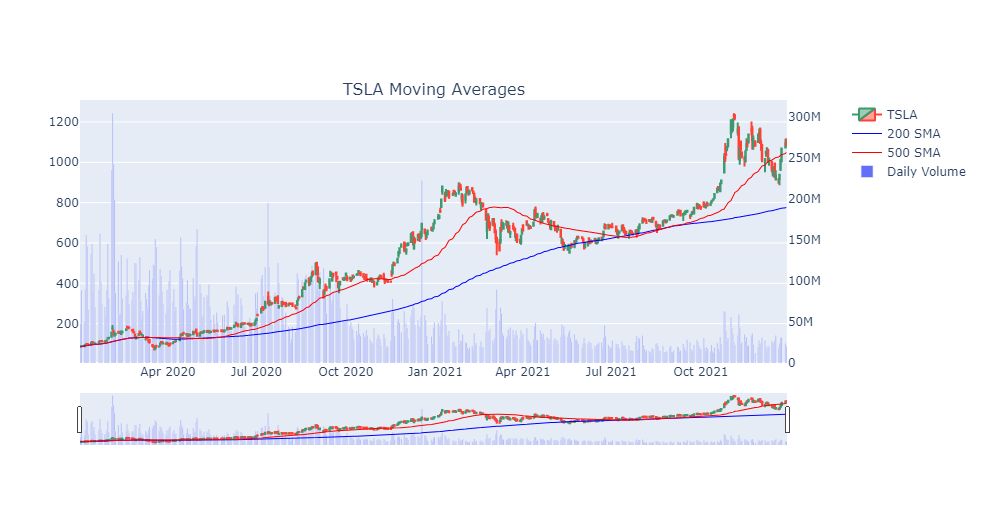 TSLA Moving Averages
1200
1000
800
600
400
200
300M
250M
200M
150M
100M
50M
0
Apr 2020
Jul 2020
Oct 2020
Jan 2021
Apr 2021
Jul 2021
Oct 2021
TSLA
200 SMA
500 SMA
Daily Volume